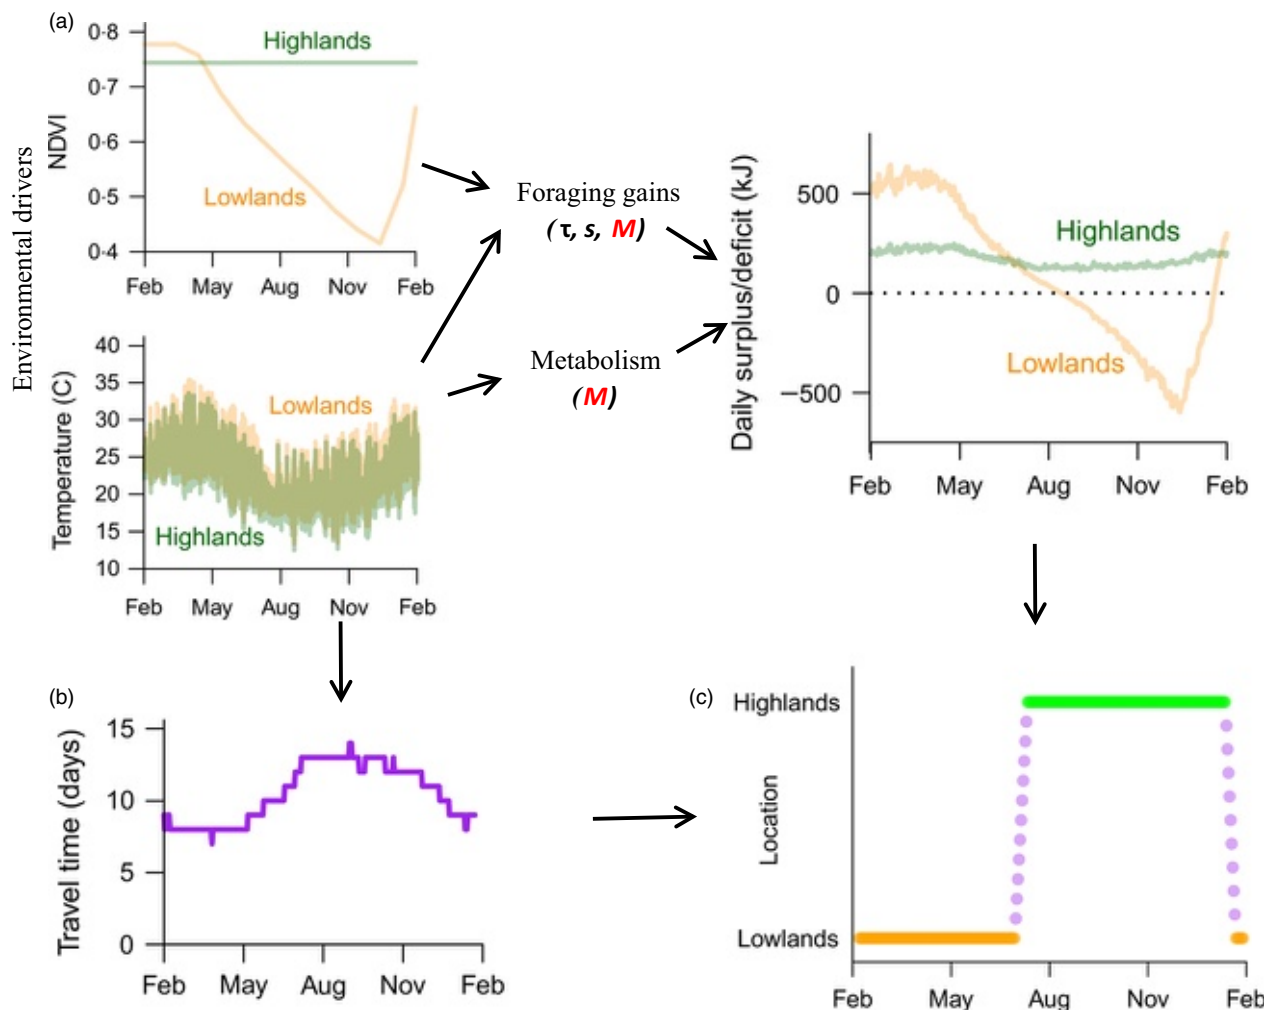 (a)
Environmental drivers
NDVI
0·8
0·7
0·6
0·5
0·4
Highlands
Lowlands
Feb May Aug Nov Feb
Temperature (C)
40
35
30
25
20
15
10
Lowlands
Highlands
Feb May Aug Nov Feb
Foraging gains
(τ, s, M)
Metabolism
(M)
Daily surplus/deficit (kJ)
500
0
−500
Highlands
Lowlands
Feb May Aug Nov Feb
(b)
Travel time (days)
15
10
5
0
Feb May Aug Nov Feb
(c)
Location
Highlands
Lowlands
Feb May Aug Nov Feb